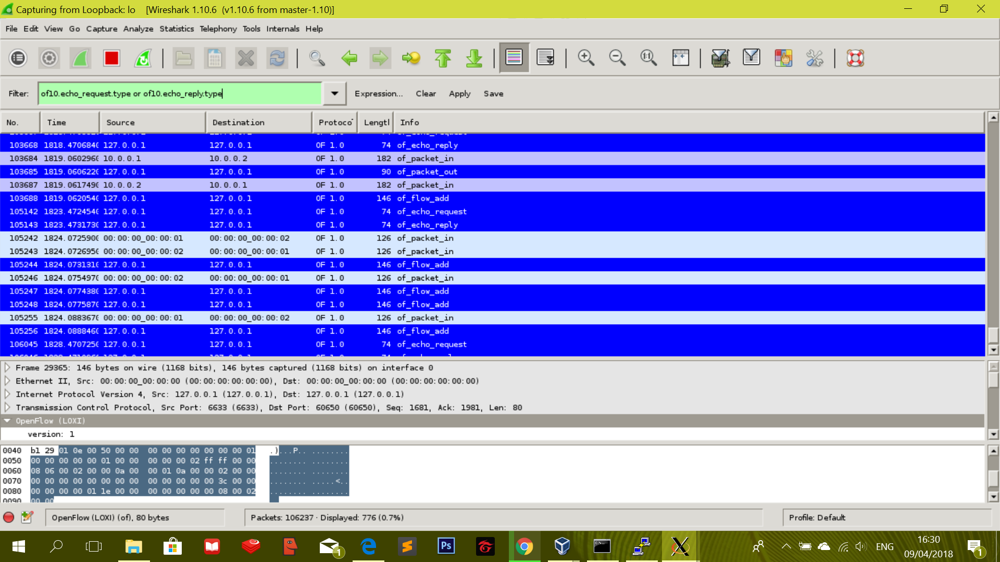 Capturing from Loopback: lo [Wireshark 1.10.6 (v1.10.6 from master-1.10)]
File Edit View Go Capture Analyze Statistics Telephony Tools Internals Help
Filter: of10.echo_request.type or of10.echo_reply.type Expression... Clear Apply Save
No. Time Source Destination Protoco Lengtl Info
103668 1818.470684 127.0.0.1 127.0.0.1 OF 1.0 74 of_echo_reply
103684 1819.060296 10.0.0.1 10.0.0.2 OF 1.0 182 of_packet_in
103685 1819.060622 127.0.0.1 127.0.0.1 OF 1.0 90 of_packet_out
103687 1819.061749 10.0.0.2 10.0.0.1 OF 1.0 182 of_packet_in
103688 1819.062054 127.0.0.1 127.0.0.1 OF 1.0 146 of_flow_add
105142 1823.472454 127.0.0.1 127.0.0.1 OF 1.0 74 of_echo_request
105143 1823.473173 127.0.0.1 127.0.0.1 OF 1.0 74 of_echo_reply
105242 1824.072590 00:00:00_00:00:01 00:00:00_00:00:02 OF 1.0 126 of_packet_in
105243 1824.072695 00:00:00_00:00:02 00:00:00_00:00:01 OF 1.0 126 of_packet_in
105244 1824.073131 127.0.0.1 127.0.0.1 OF 1.0 146 of_flow_add
105246 1824.075497 00:00:00_00:00:02 00:00:00_00:00:01 OF 1.0 126 of_packet_in
105247 1824.077438 127.0.0.1 127.0.0.1 OF 1.0 146 of_flow_add
105248 1824.077587 127.0.0.1 127.0.0.1 OF 1.0 146 of_flow_add
105255 1824.088367 00:00:00_00:00:01 00:00:00_00:00:02 OF 1.0 126 of_packet_in
105256 1824.088846 127.0.0.1 127.0.0.1 OF 1.0 146 of_flow_add
106045 1828.470725 127.0.0.1 127.0.0.1 OF 1.0 74 of_echo_request
Frame 29365: 146 bytes on wire (1168 bits), 146 bytes captured (1168 bits) on interface 0
Ethernet II, Src: 00:00:00_00:00:00 (00:00:00:00:00:00), Dst: 00:00:00_00:00:00 (00:00:00:00:00:00)
Internet Protocol Version 4, Src: 127.0.0.1 (127.0.0.1), Dst: 127.0.0.1 (127.0.0.1)
Transmission Control Protocol, Src Port: 6633 (6633), Dst Port: 60650 (60650), Seq: 1681, Ack: 1981, Len: 80
OpenFlow (LOXI)
version: 1
0040 b1 29 01 0e 00 50 00 00 00 00 00 00 00 00 00 01 .)...P.. ........
0050 00 00 00 00 00 01 00 00 00 00 00 02 ff ff 00 00 ........ ........
0060 08 06 00 02 00 00 0a 00 00 01 0a 00 00 02 00 00 ........ ........
0070 00 00 00 00 00 00 00 00 00 00 00 00 00 3c 00 00 ........ .....<..
0080 00 00 00 00 01 1e 00 00 00 00 00 00 00 08 00 02 ........ ........
0090 00 00
OpenFlow (LOXI) (of), 80 bytes Packets: 106237 · Displayed: 776 (0.7%) Profile: Default
1 Ps ENG 16:30 1
09/04/2018